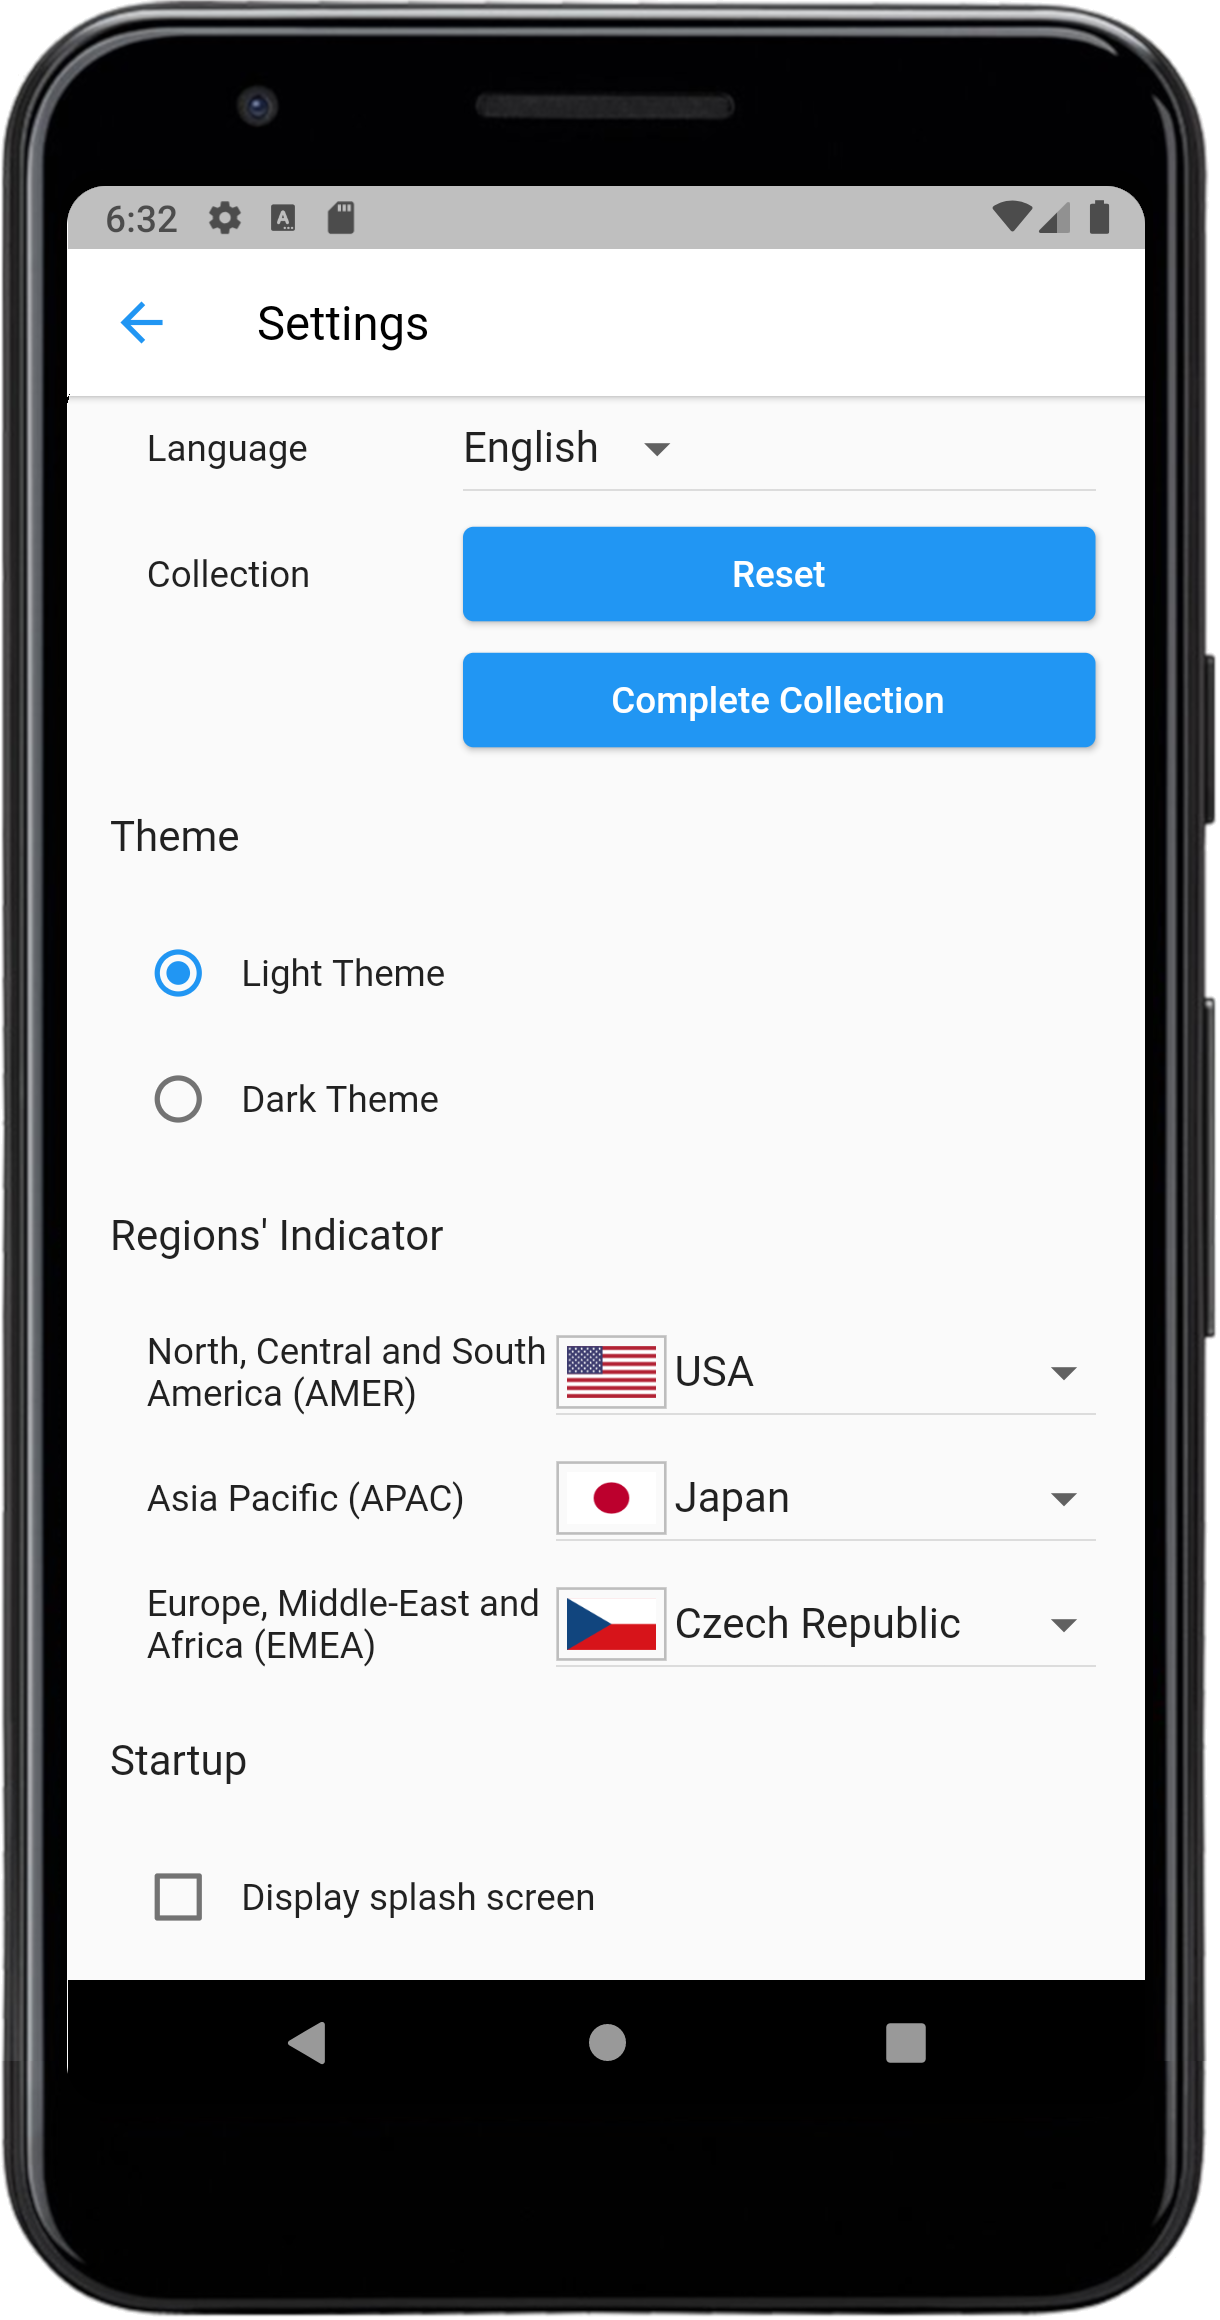 6:32
Settings
Language
English
Collection
Reset
Complete Collection
Theme
Light Theme
Dark Theme
Regions' Indicator
North, Central and South
America (AMER)
USA
Asia Pacific (APAC)
Japan
Europe, Middle-East and
Africa (EMEA)
Czech Republic
Startup
Display splash screen